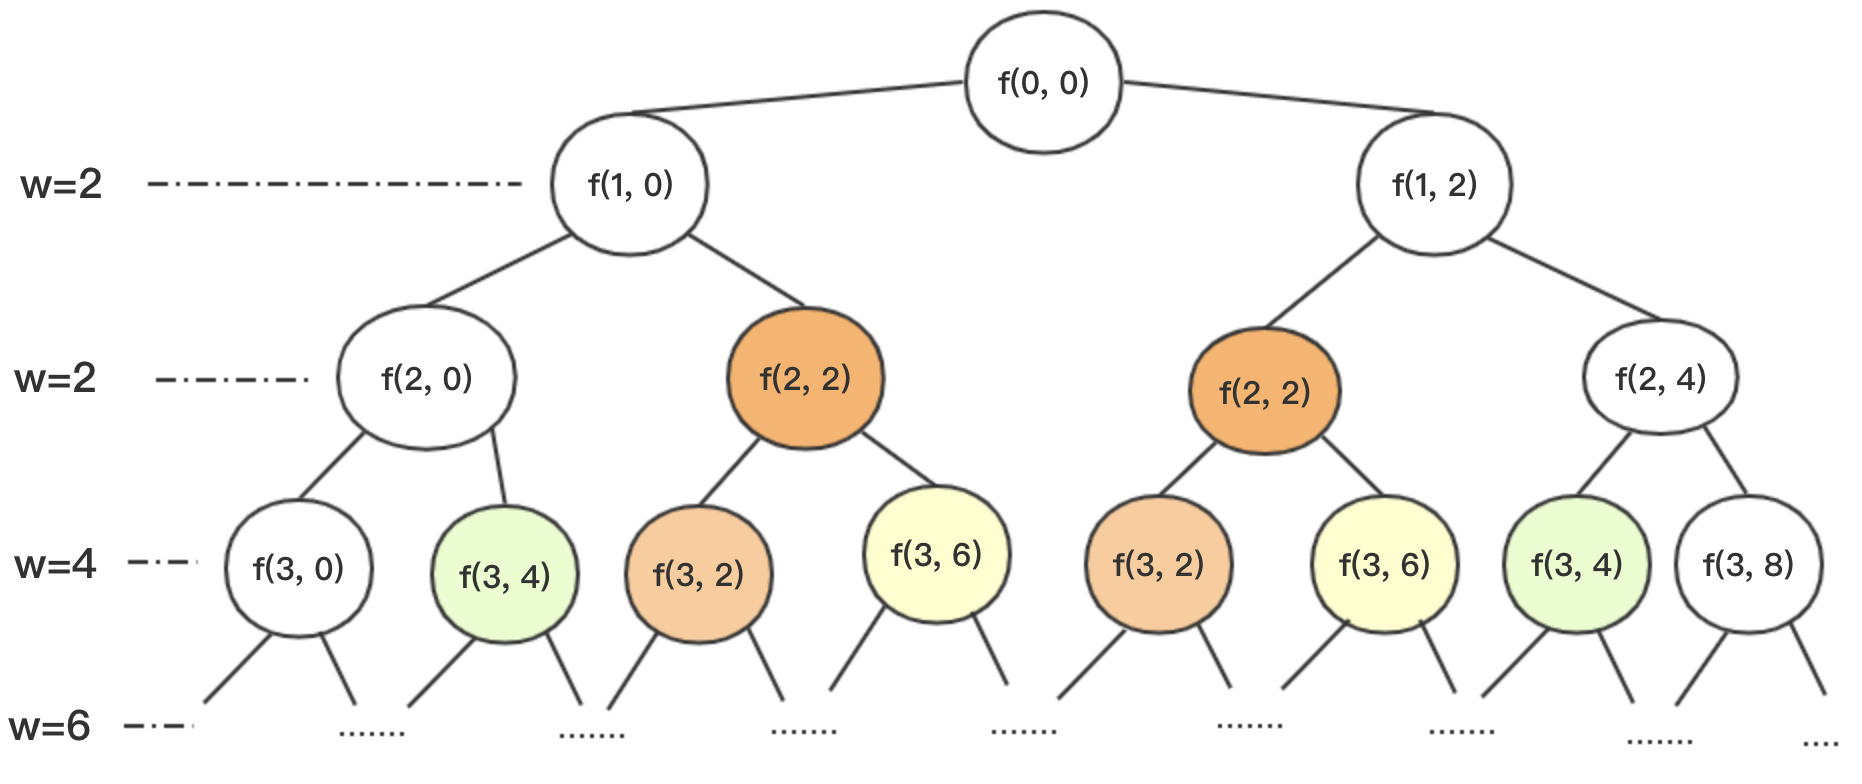 f(0, 0)
w=2
f(1, 0)
f(1, 2)
w=2
f(2, 0)
f(2, 2)
f(2, 2)
f(2, 4)
w=4
f(3, 0)
f(3, 4)
f(3, 2)
f(3, 6)
f(3, 2)
f(3, 6)
f(3, 4)
f(3, 8)
w=6